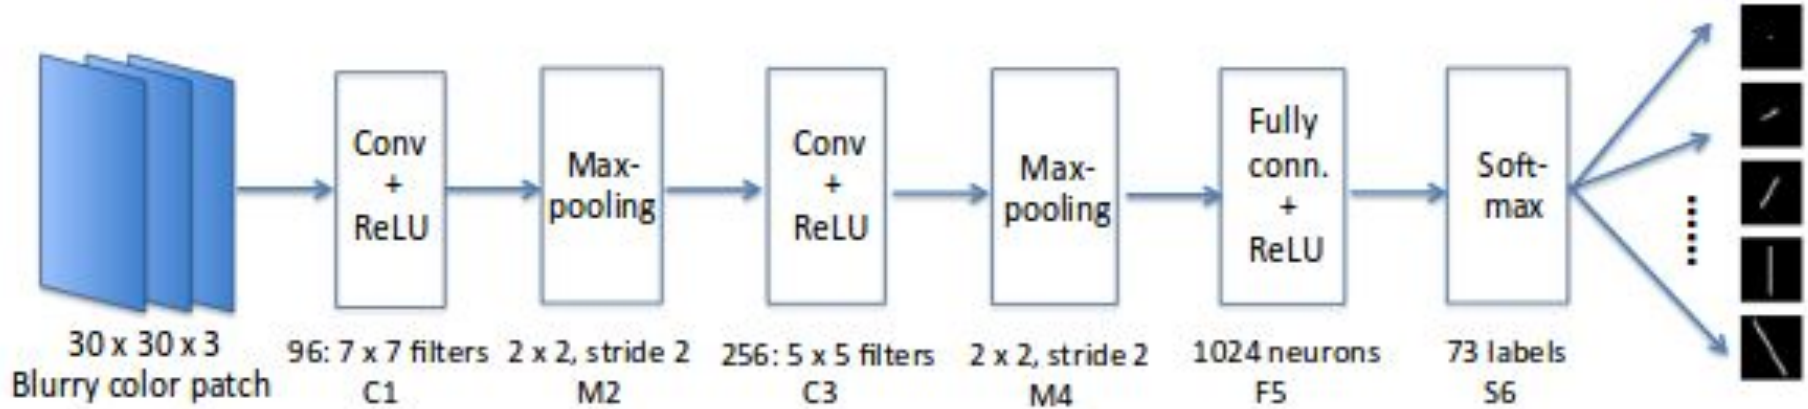 Conv
+
ReLU
Max-
pooling
Conv
+
ReLU
Max-
pooling
Fully
conn.
+
ReLU
Soft-
max
30 x 30 x 3
Blurry color patch
96: 7 x 7 filters
C1
2 x 2, stride 2
M2
256: 5 x 5 filters
C3
2 x 2, stride 2
M4
1024 neurons
F5
73 labels
S6